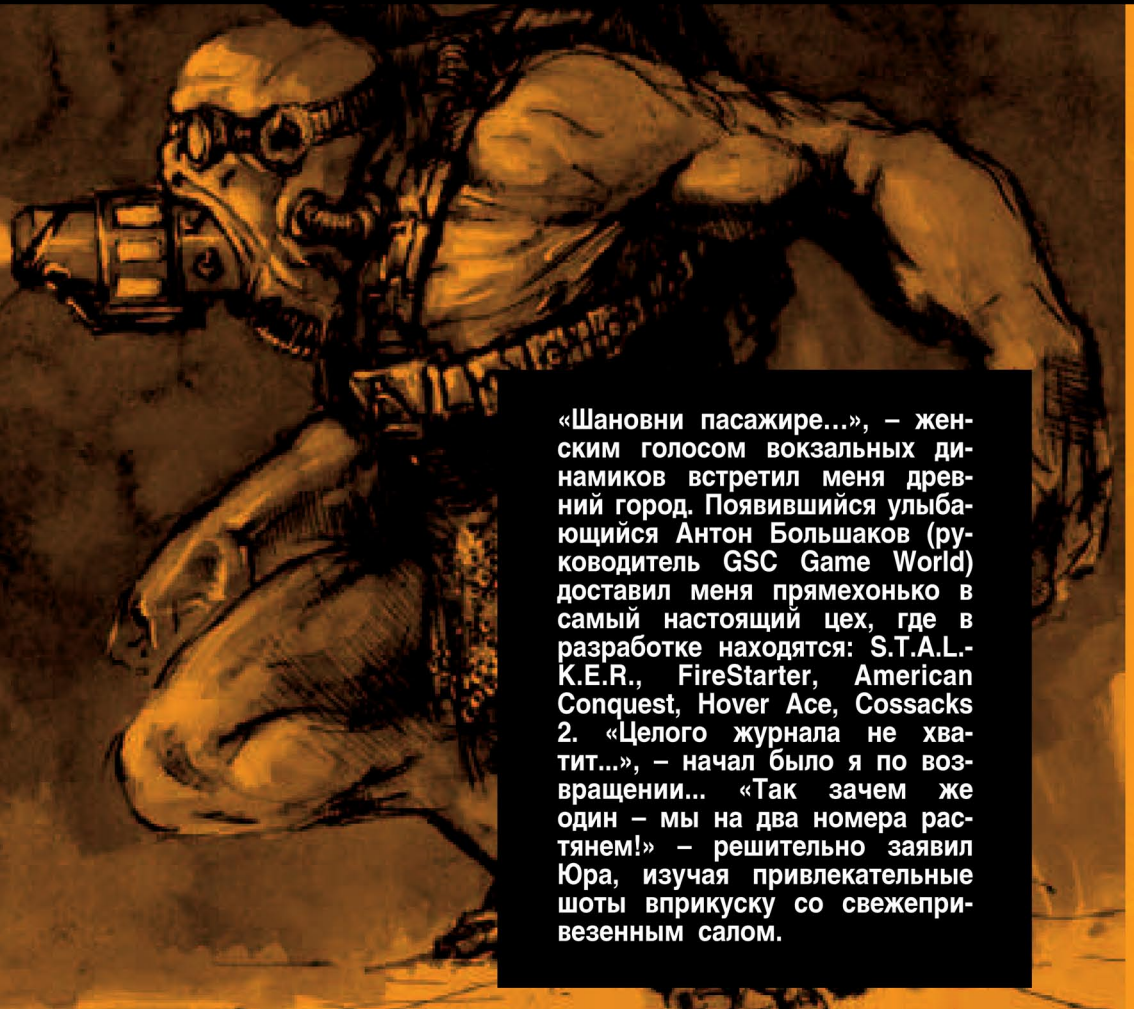 «Шановни пасажире...», – жен-
ским голосом вокзальных ди-
намиков встретил меня древ-
ний город. Появившийся улыба-
ющийся Антон Большаков (ру-
ководитель GSC Game World)
доставил меня прямехонько в
самый настоящий цех, где в
разработке находятся: S.T.A.L.-
K.E.R., FireStarter, American
Conquest, Hover Ace, Cossacks
2. «Целого журнала не хва-
тит...», – начал было я по воз-
вращении... «Так зачем же
один – мы на два номера рас-
тянем!» – решительно заявил
Юра, изучая привлекательные
шоты вприкуску со свежепри-
везенным салом.